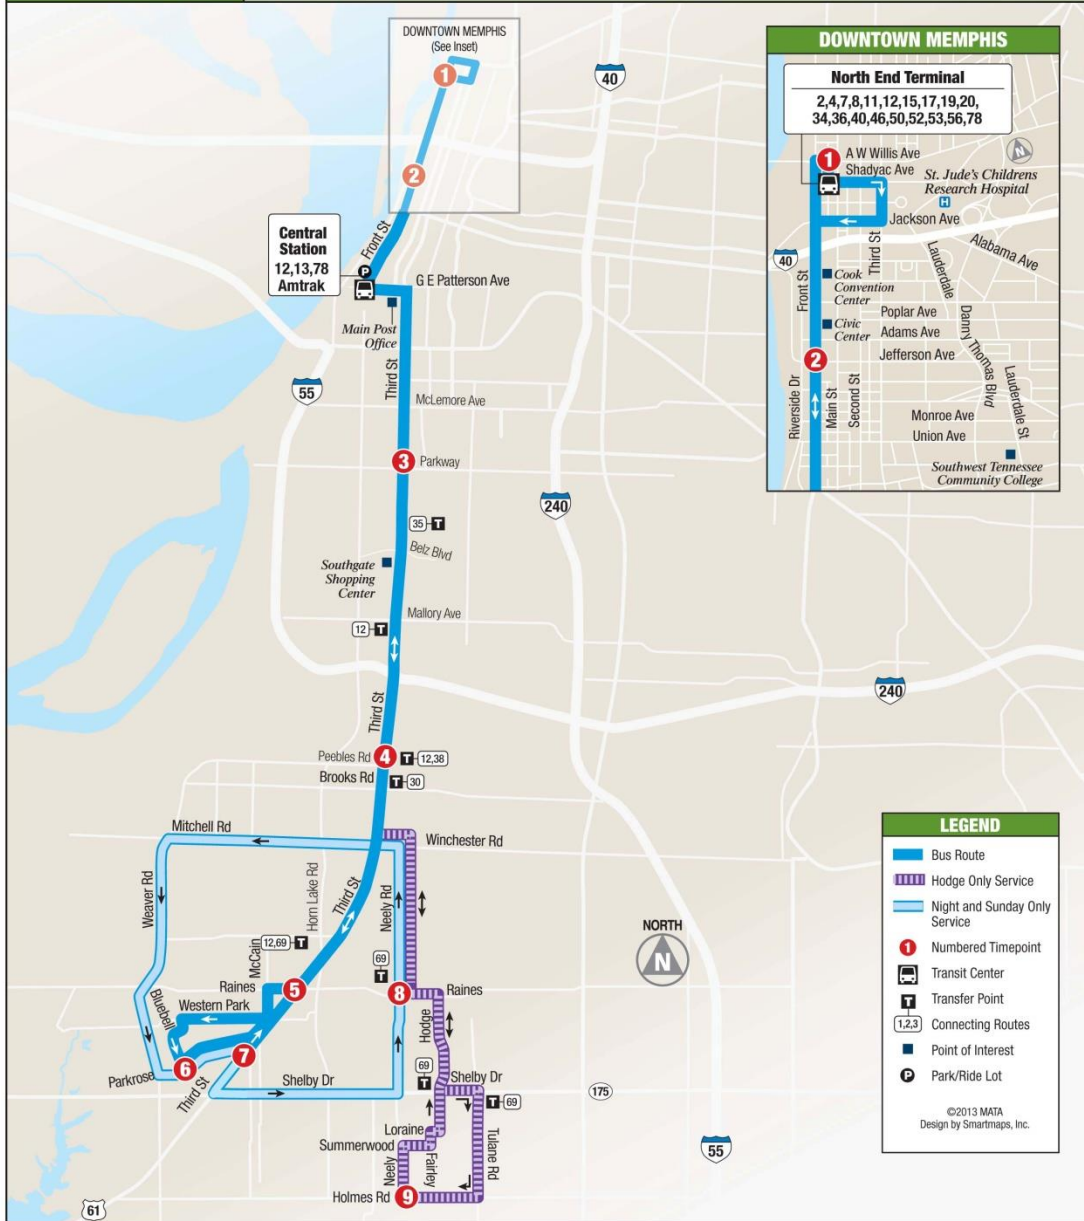 DOWNTOWN MEMPHIS
(See Inset)
1
40
2
Front St
Central
Station
12,13,78
Amtrak
P
G E Patterson Ave
Main Post
Office
Third St
55
McLemore Ave
3
Parkway
240
35
T
Belz Blvd
Southgate
Shopping
Center
Mallory Ave
12
T
240
Third St
Peebles Rd
4
T
12,38
Brooks Rd
T
30
Mitchell Rd
Winchester Rd
Weaver Rd
Horn Lake Rd
Third St
Neely Rd
12,69
T
McCain
69
T
Raines
5
8
Raines
Western Park
Bluebell
Hodge
7
6
Parkrose
Third St
69
T
Shelby Dr
Shelby Dr
175
T
69
Loraine
Summerwood
Tulane Rd
Neely
Fairley
55
Holmes Rd
9
61
NORTH
N
DOWNTOWN MEMPHIS
North End Terminal
2,4,7,8,11,12,15,17,19,20,
34,36,40,46,50,52,53,56,78
1
A W Willis Ave
Shadyac Ave
N
St. Jude's Childrens
Research Hospital
H
Jackson Ave
Third St
Alabama Ave
40
Lauderdale
Front St
Cook
Convention
Center
Poplar Ave
Civic
Center
Adams Ave
Danny Thomas Blvd
Jefferson Ave
2
Riverside Dr
Main St
Second St
Lauderdale St
Monroe Ave
Union Ave
Southwest Tennessee
Community College
LEGEND
Bus Route
Hodge Only Service
Night and Sunday Only
Service
1
Numbered Timepoint
Transit Center
T
Transfer Point
1,2,3
Connecting Routes
Point of Interest
P
Park/Ride Lot
©2013 MATA
Design by Smartmaps, Inc.